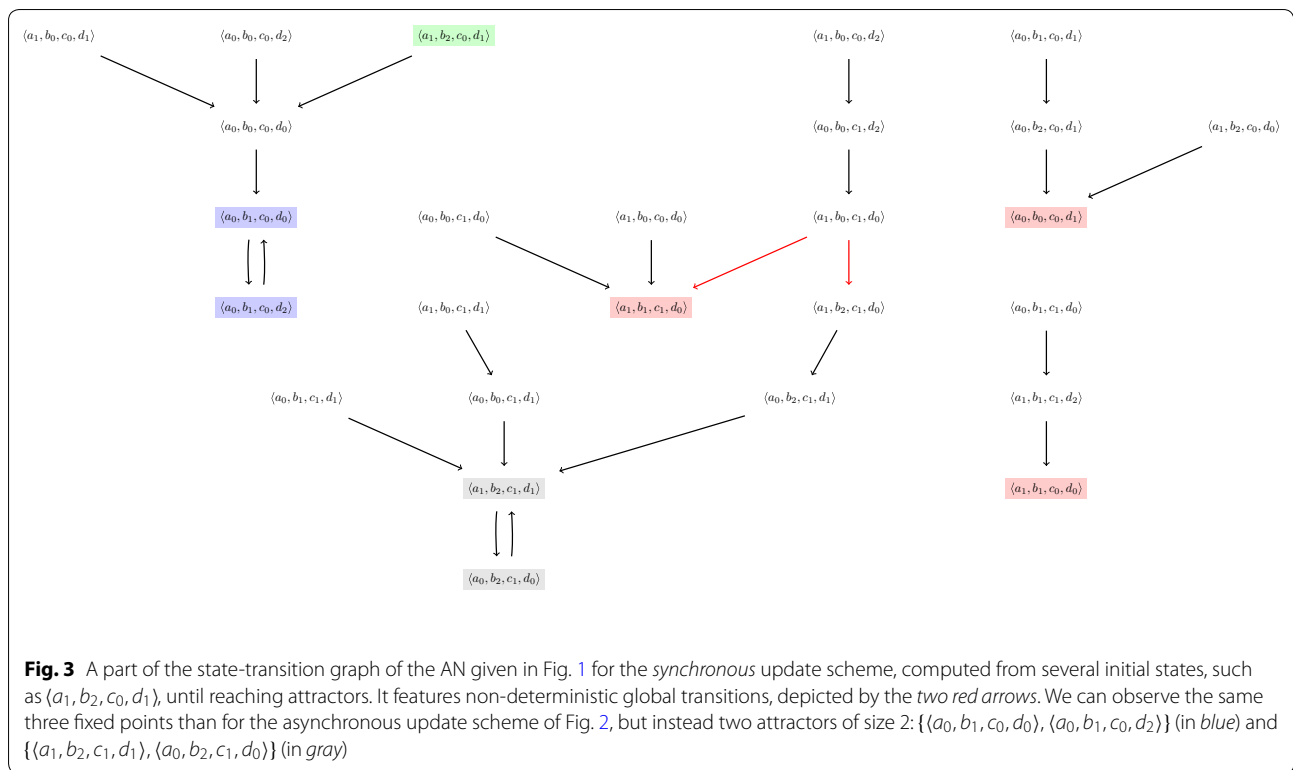 ⟨a₁, b₀, c₀, d₁⟩ ⟨a₀, b₀, c₀, d₂⟩ ⟨a₁, b₂, c₀, d₁⟩ ⟨a₁, b₀, c₀, d₂⟩ ⟨a₀, b₁, c₀, d₁⟩
⟨a₀, b₀, c₀, d₀⟩ ⟨a₀, b₀, c₁, d₂⟩ ⟨a₀, b₂, c₀, d₁⟩ ⟨a₁, b₂, c₀, d₀⟩
⟨a₀, b₁, c₀, d₀⟩ ⟨a₀, b₀, c₁, d₀⟩ ⟨a₁, b₀, c₀, d₀⟩ ⟨a₁, b₀, c₁, d₀⟩ ⟨a₀, b₀, c₀, d₁⟩
⟨a₀, b₁, c₀, d₂⟩ ⟨a₁, b₀, c₁, d₁⟩ ⟨a₁, b₁, c₁, d₀⟩ ⟨a₁, b₂, c₁, d₀⟩ ⟨a₀, b₁, c₁, d₀⟩
⟨a₀, b₁, c₁, d₁⟩ ⟨a₀, b₀, c₁, d₁⟩ ⟨a₀, b₂, c₁, d₁⟩ ⟨a₁, b₁, c₁, d₂⟩
⟨a₁, b₂, c₁, d₁⟩ ⟨a₁, b₁, c₀, d₀⟩
⟨a₀, b₂, c₁, d₀⟩
Fig. 3 A part of the state-transition graph of the AN given in Fig. 1 for the synchronous update scheme, computed from several initial states, such
as ⟨a₁, b₂, c₀, d₁⟩, until reaching attractors. It features non-deterministic global transitions, depicted by the two red arrows. We can observe the same
three fixed points than for the asynchronous update scheme of Fig. 2, but instead two attractors of size 2: {⟨a₀, b₁, c₀, d₀⟩, ⟨a₀, b₁, c₀, d₂⟩} (in blue) and
{⟨a₁, b₂, c₁, d₁⟩, ⟨a₀, b₂, c₁, d₀⟩} (in gray)